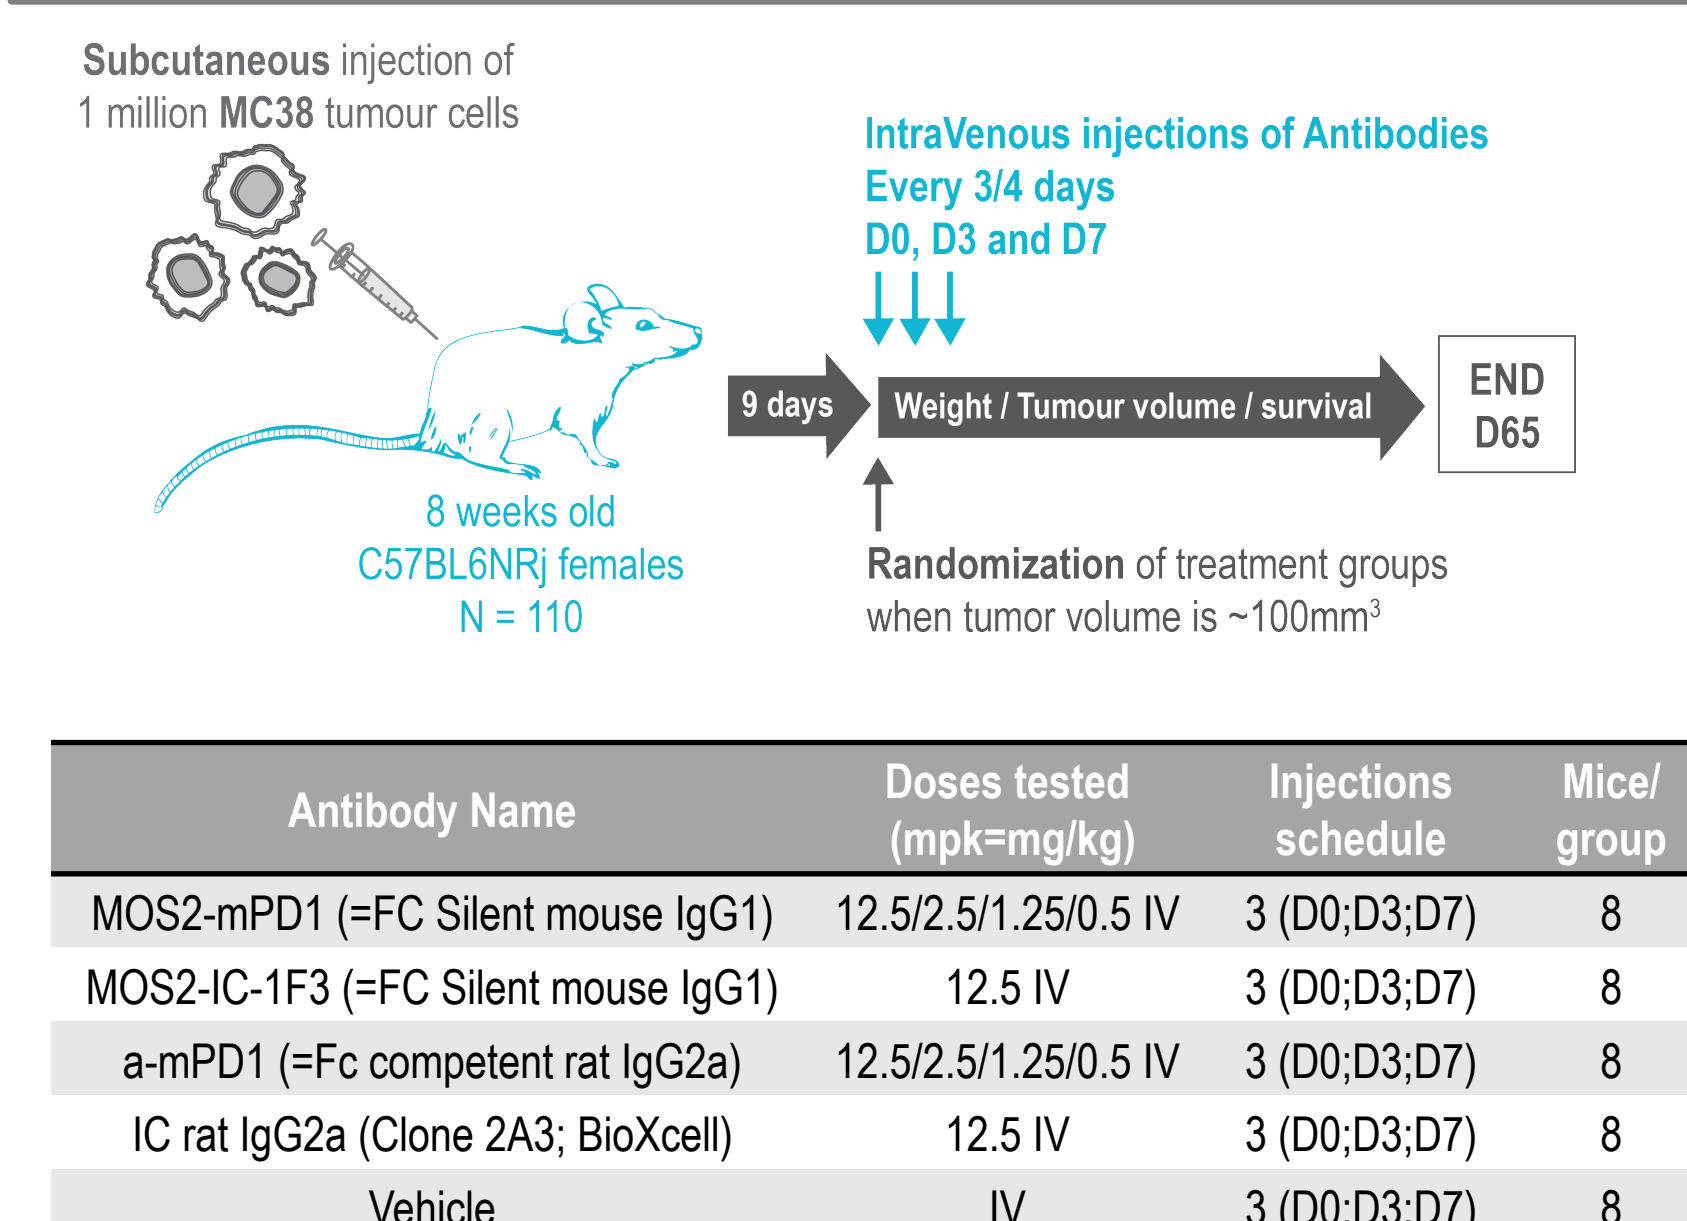 Subcutaneous injection of
1 million MC38 tumour cells
IntraVenous injections of Antibodies
Every 3/4 days
D0, D3 and D7
9 days
Weight / Tumour volume / survival
END
D65
8 weeks old
C57BL6NRj females
N = 110
Randomization of treatment groups
when tumor volume is ~100mm³
Antibody Name
Doses tested
(mpk=mg/kg)
Injections
schedule
Mice/
group
MOS2-mPD1 (=FC Silent mouse IgG1) 12.5/2.5/1.25/0.5 IV 3 (D0;D3;D7) 8
MOS2-IC-1F3 (=FC Silent mouse IgG1) 12.5 IV 3 (D0;D3;D7) 8
a-mPD1 (=Fc competent rat IgG2a) 12.5/2.5/1.25/0.5 IV 3 (D0;D3;D7) 8
IC rat IgG2a (Clone 2A3; BioXcell) 12.5 IV 3 (D0;D3;D7) 8
Vehicle IV 3 (D0;D3;D7) 8